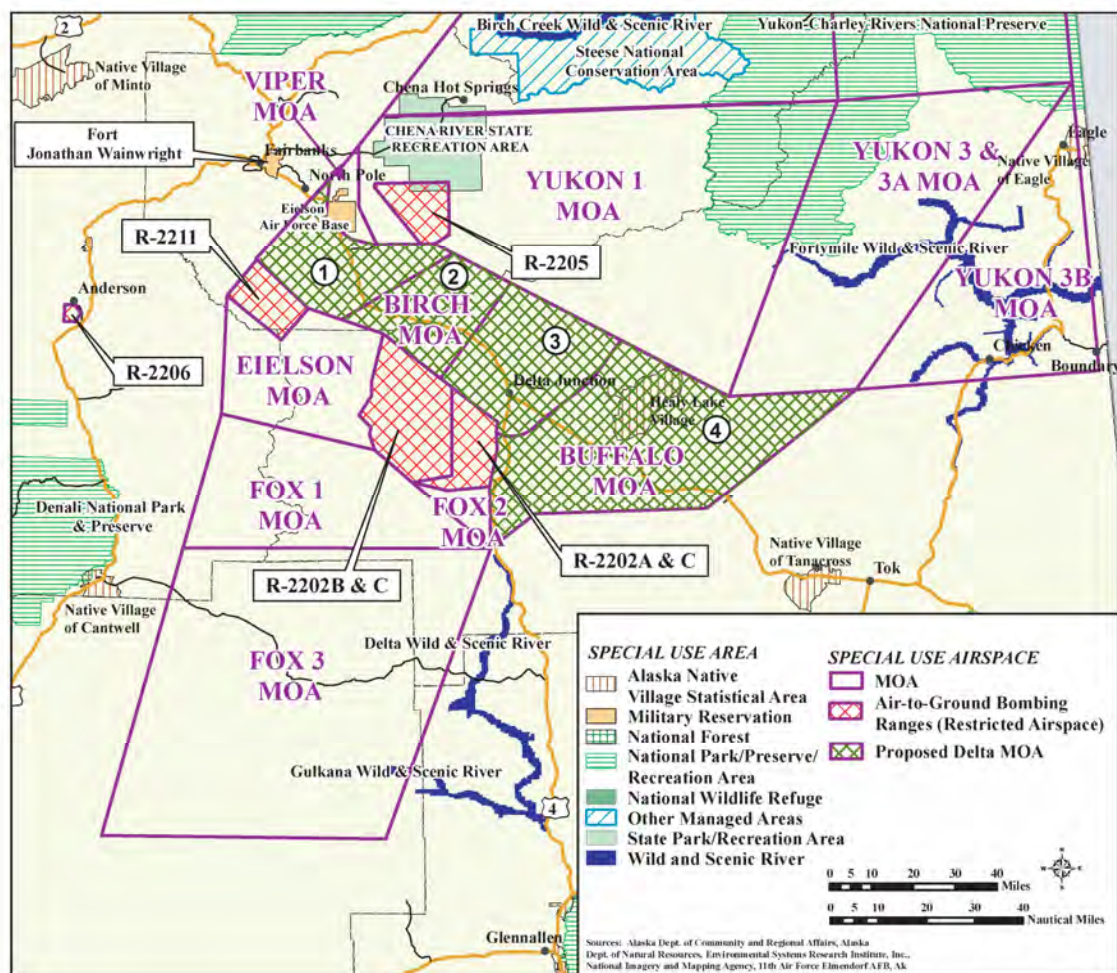 Birch Creek Wild & Scenic River
Yukon-Charley Rivers National Preserve
2
Steese National
Conservation Area
Native Village
of Minto
VIPER
MOA
Chena Hot Springs
Fort
Jonathan Wainwright
Fairbanks
CHENA RIVER STATE
RECREATION AREA
Eagle
North Pole
YUKON 1
MOA
YUKON 3 &
3A MOA
Native Village
of Eagle
Eielson
Air Force Base
R-2211
R-2205
Fortymile Wild & Scenic River
1
2
Anderson
BIRCH
MOA
YUKON 3B
MOA
3
R-2206
EIELSON
MOA
Chicken
Boundary
Delta Junction
Healy Lake
Village
4
BUFFALO
MOA
FOX 1
MOA
FOX 2
MOA
Denali National Park
& Preserve
R-2202B & C
R-2202A & C
Native Village
of Tanacross
Tok
Native Village
of Cantwell
Delta Wild & Scenic River
FOX 3
MOA
Gulkana Wild & Scenic River
4
Glennallen
SPECIAL USE AREA
Alaska Native
Village Statistical Area
Military Reservation
National Forest
National Park/Preserve/
Recreation Area
National Wildlife Refuge
Other Managed Areas
State Park/Recreation Area
Wild and Scenic River
SPECIAL USE AIRSPACE
MOA
Air-to-Ground Bombing
Ranges (Restricted Airspace)
Proposed Delta MOA
N
W E
S
0 5 10 20 30 40
Miles
0 5 10 20 30 40
Nautical Miles
Sources: Alaska Dept. of Community and Regional Affairs, Alaska
Dept. of Natural Resources, Environmental Systems Research Institute, Inc.,
National Imagery and Mapping Agency, 11th Air Force Elmendorf AFB, Ak